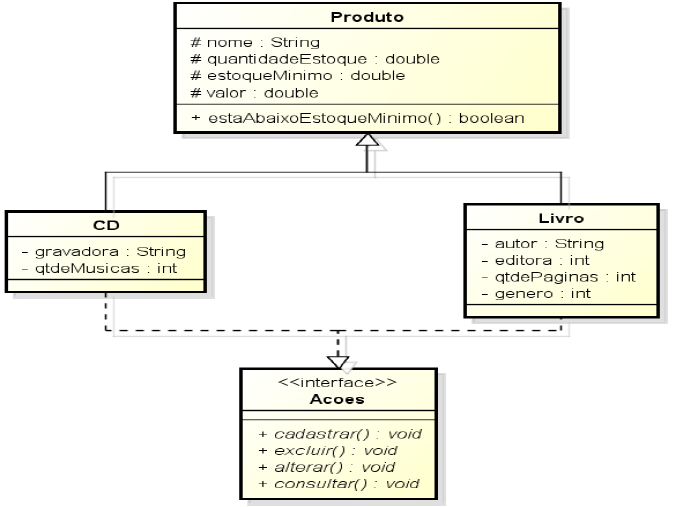 Produto
# nome : String
# quantidadeEstoque : double
# estoqueMinimo : double
# valor : double
+ estaAbaixoEstoqueMinimo() : boolean
CD
- gravadora : String
- qtdeMusicas : int
Livro
- autor : String
- editora : int
- qtdePaginas : int
- genero : int
<<interface>>
Acoes
+ cadastrar() : void
+ excluir() : void
+ alterar() : void
+ consultar() : void